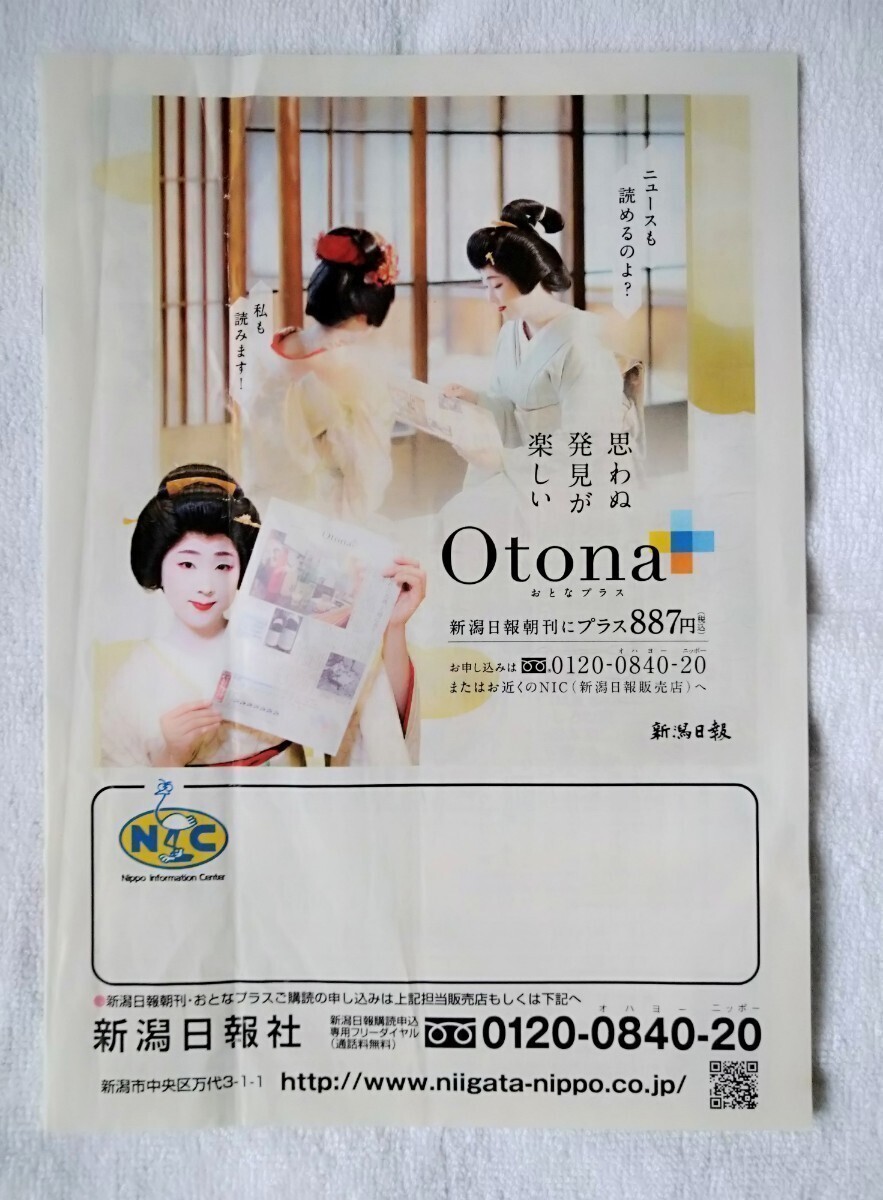 ニュースも
読めるのよ?
私も
読みます!
思わぬ
発見が
楽しい
Otona
Otona+
おとなプラス
新潟日報朝刊にプラス887円(税込)
オハヨー ニッポー
お申し込みは 0120-0840-20
またはお近くのNIC(新潟日報販売店)へ
新潟日報
NIC
Nippo Information Center
●新潟日報朝刊・おとなプラスご購読の申し込みは上記担当販売店もしくは下記へ
新潟日報社
新潟日報購読申込
専用フリーダイヤル
(通話料無料)
オハヨー ニッポー
0120-0840-20
新潟市中央区万代3-1-1 http://www.niigata-nippo.co.jp/